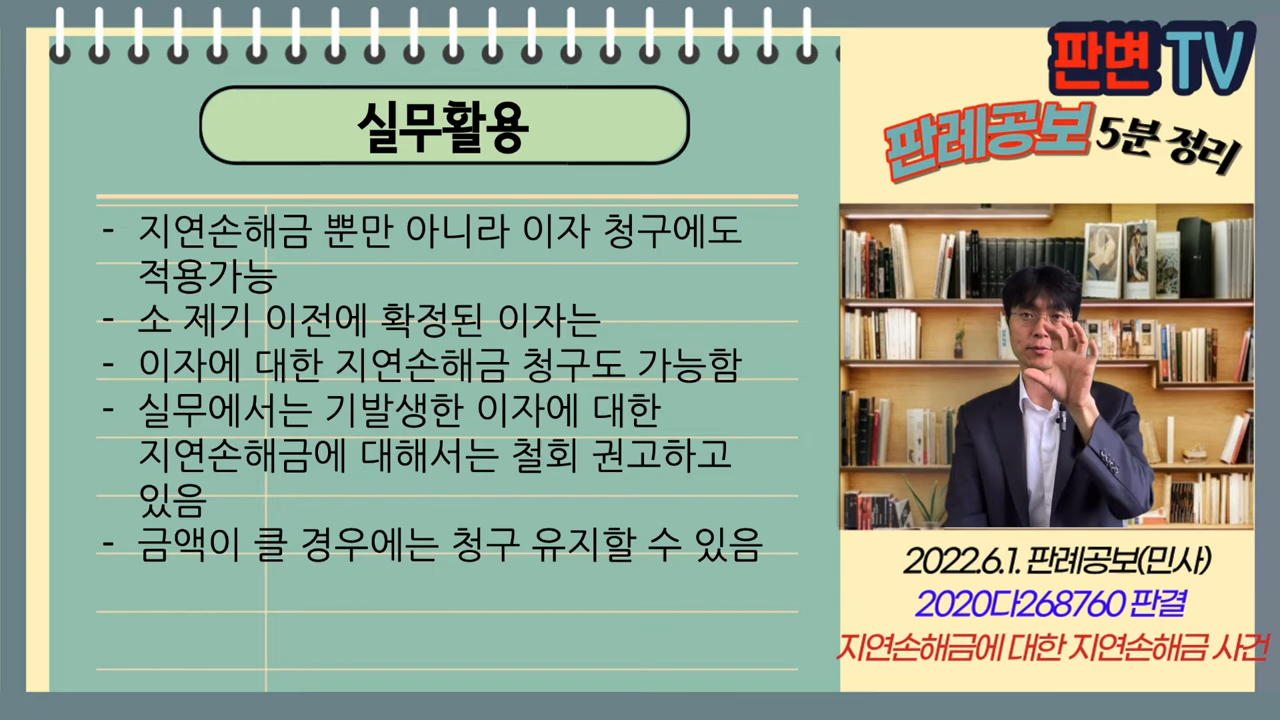 실무활용
- 지연손해금 뿐만 아니라 이자 청구에도
적용가능
- 소 제기 이전에 확정된 이자는
- 이자에 대한 지연손해금 청구도 가능함
- 실무에서는 기발생한 이자에 대한
지연손해금에 대해서는 철회 권고하고
있음
- 금액이 클 경우에는 청구 유지할 수 있음
판변 TV
판례공보 5분 정리
2022.6.1. 판례공보(민사)
2020다268760 판결
지연손해금에 대한 지연손해금 사건